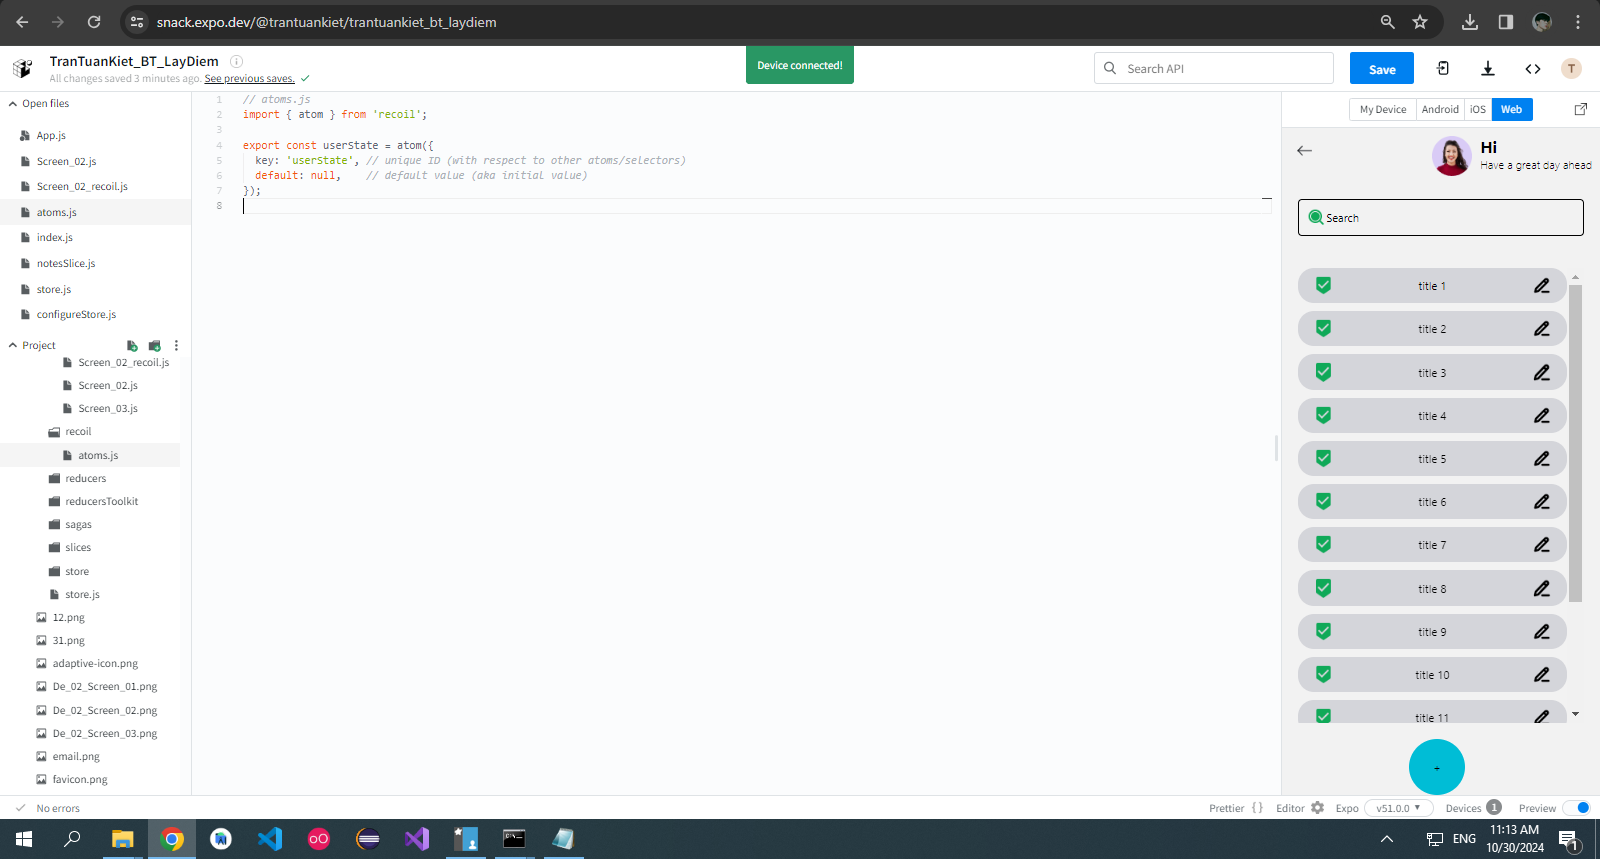 snack.expo.dev/@trantuankiet/trantuankiet_bt_laydiem
TranTuanKiet_BT_LayDiem
All changes saved 3 minutes ago. See previous saves.
Device connected!
Search API
Save
T
Open files
App.js
Screen_02.js
Screen_02_recoil.js
atoms.js
index.js
notesSlice.js
store.js
configureStore.js
Project
Screen_02_recoil.js
Screen_02.js
Screen_03.js
recoil
atoms.js
reducers
reducersToolkit
sagas
slices
store
store.js
12.png
31.png
adaptive-icon.png
De_02_Screen_01.png
De_02_Screen_02.png
De_02_Screen_03.png
email.png
favicon.png
1 // atoms.js
2 import { atom } from 'recoil';
3
4 export const userState = atom({
5 key: 'userState', // unique ID (with respect to other atoms/selectors)
6 default: null, // default value (aka initial value)
7 });
8
My Device Android iOS Web
Hi
Have a great day ahead
Search
title 1
title 2
title 3
title 4
title 5
title 6
title 7
title 8
title 9
title 10
title 11
+
No errors
Prettier { } Editor Expo v51.0.0 Devices 1 Preview
ENG
11:13 AM
10/30/2024
1